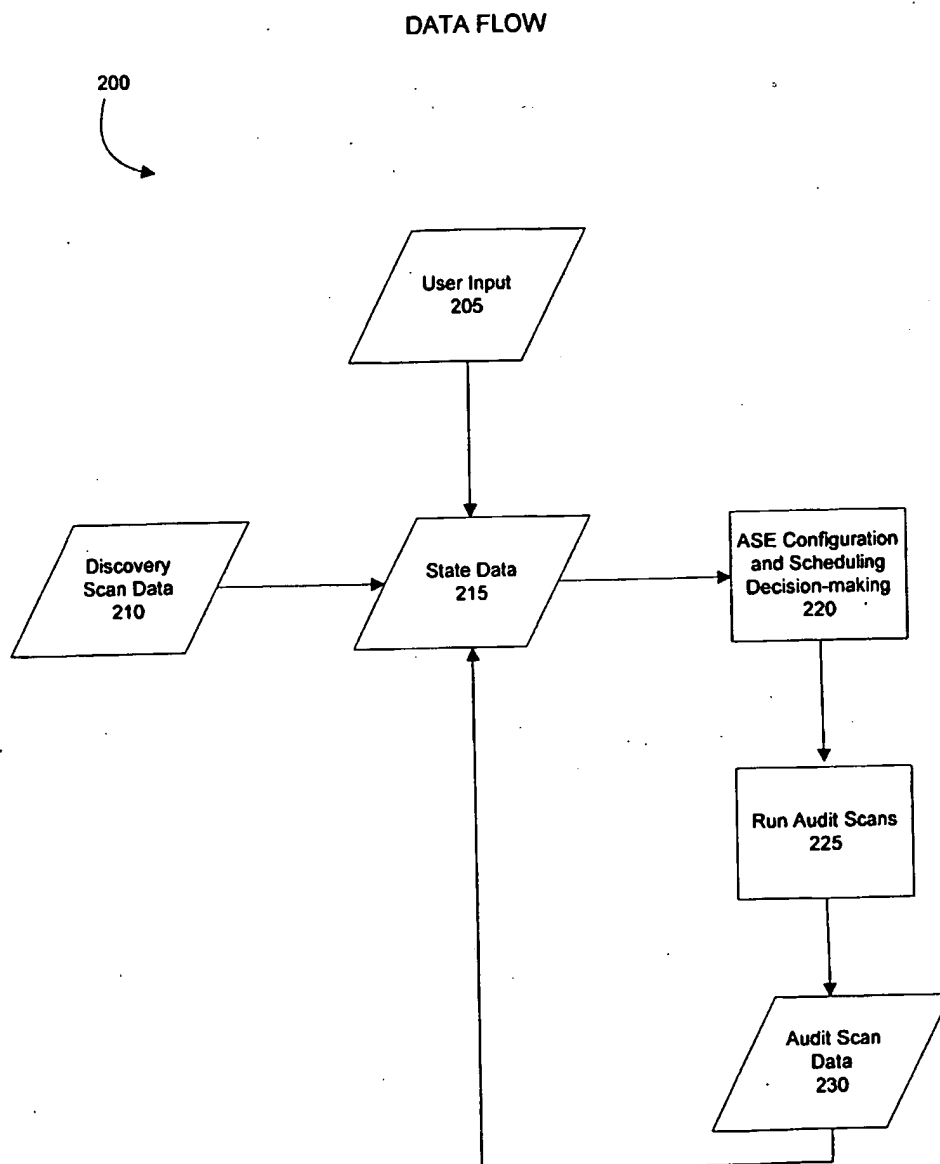 DATA FLOW
200
User Input
205
Discovery
Scan Data
210
State Data
215
ASE Configuration
and Scheduling
Decision-making
220
Run Audit Scans
225
Audit Scan
Data
230